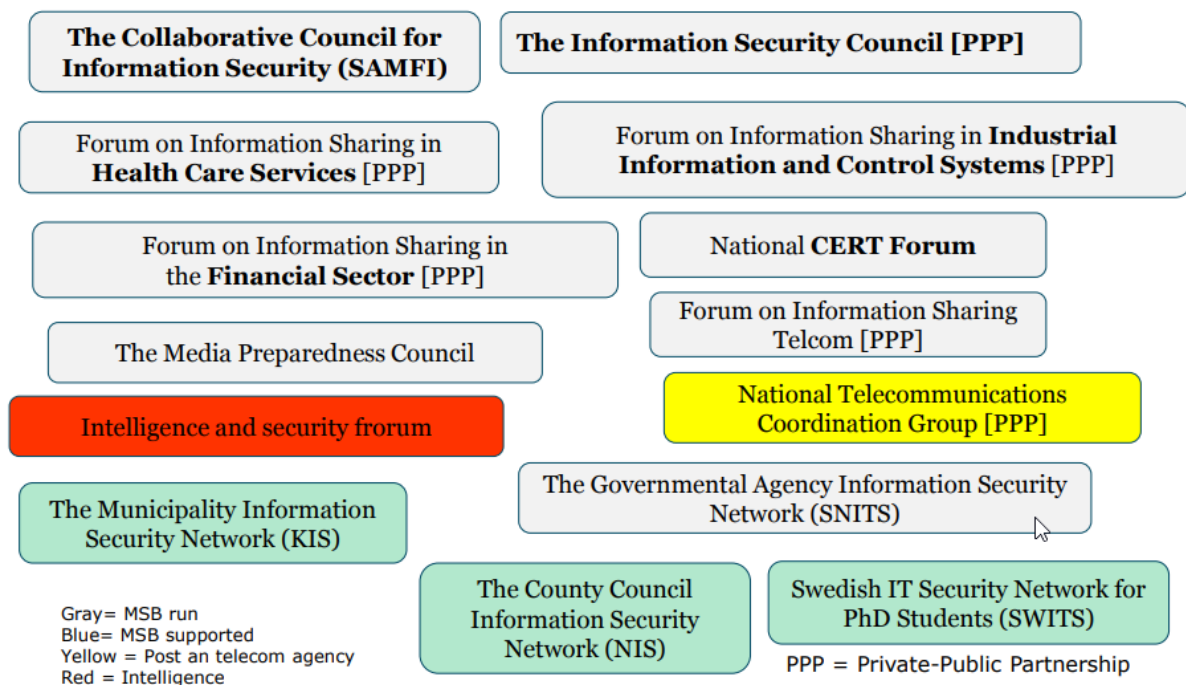 The Collaborative Council for
Information Security (SAMFI)
The Information Security Council [PPP]
Forum on Information Sharing in
Health Care Services [PPP]
Forum on Information Sharing in Industrial
Information and Control Systems [PPP]
Forum on Information Sharing in
the Financial Sector [PPP]
National CERT Forum
Forum on Information Sharing
Telcom [PPP]
The Media Preparedness Council
National Telecommunications
Coordination Group [PPP]
Intelligence and security frorum
The Governmental Agency Information Security
Network (SNITS)
The Municipality Information
Security Network (KIS)
The County Council
Information Security
Network (NIS)
Swedish IT Security Network for
PhD Students (SWITS)
Gray= MSB run
Blue= MSB supported
Yellow = Post an telecom agency
Red = Intelligence
PPP = Private-Public Partnership